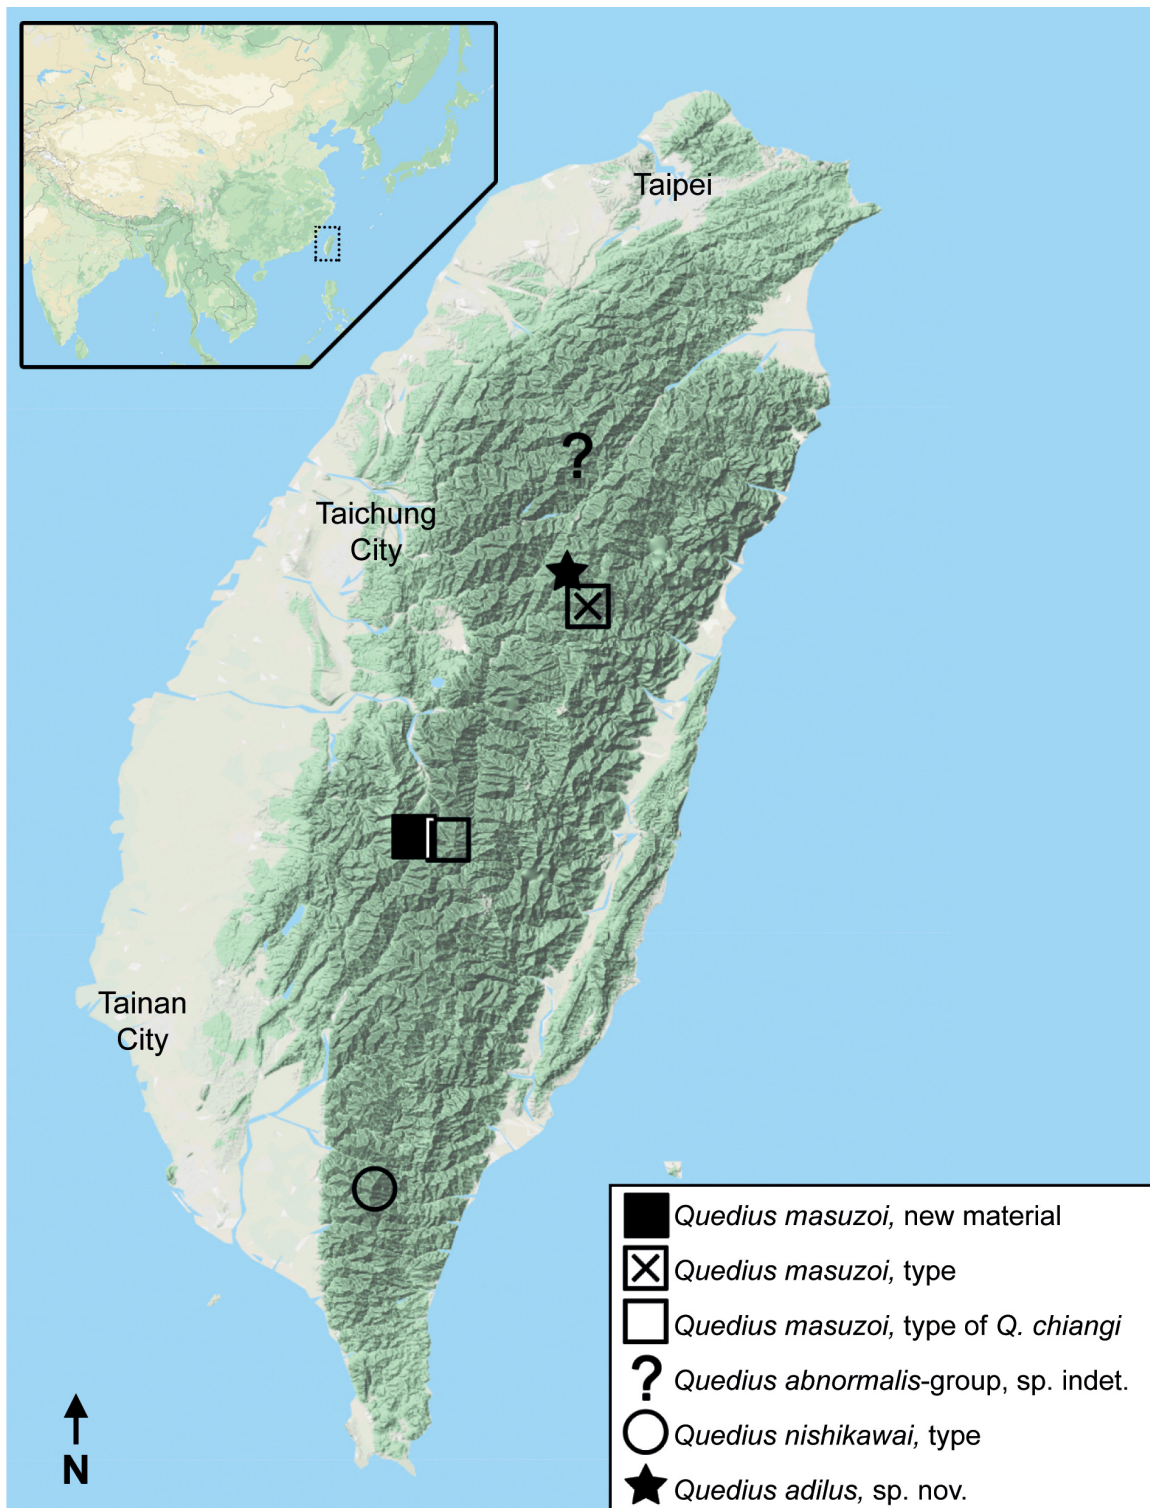 Taipei
?
Taichung
City
Tainan
City
N
Quedius masuzoi, new material
Quedius masuzoi, type
Quedius masuzoi, type of Q. chiangi
? Quedius abnormalis-group, sp. indet.
Quedius nishikawai, type
Quedius adilus, sp. nov.